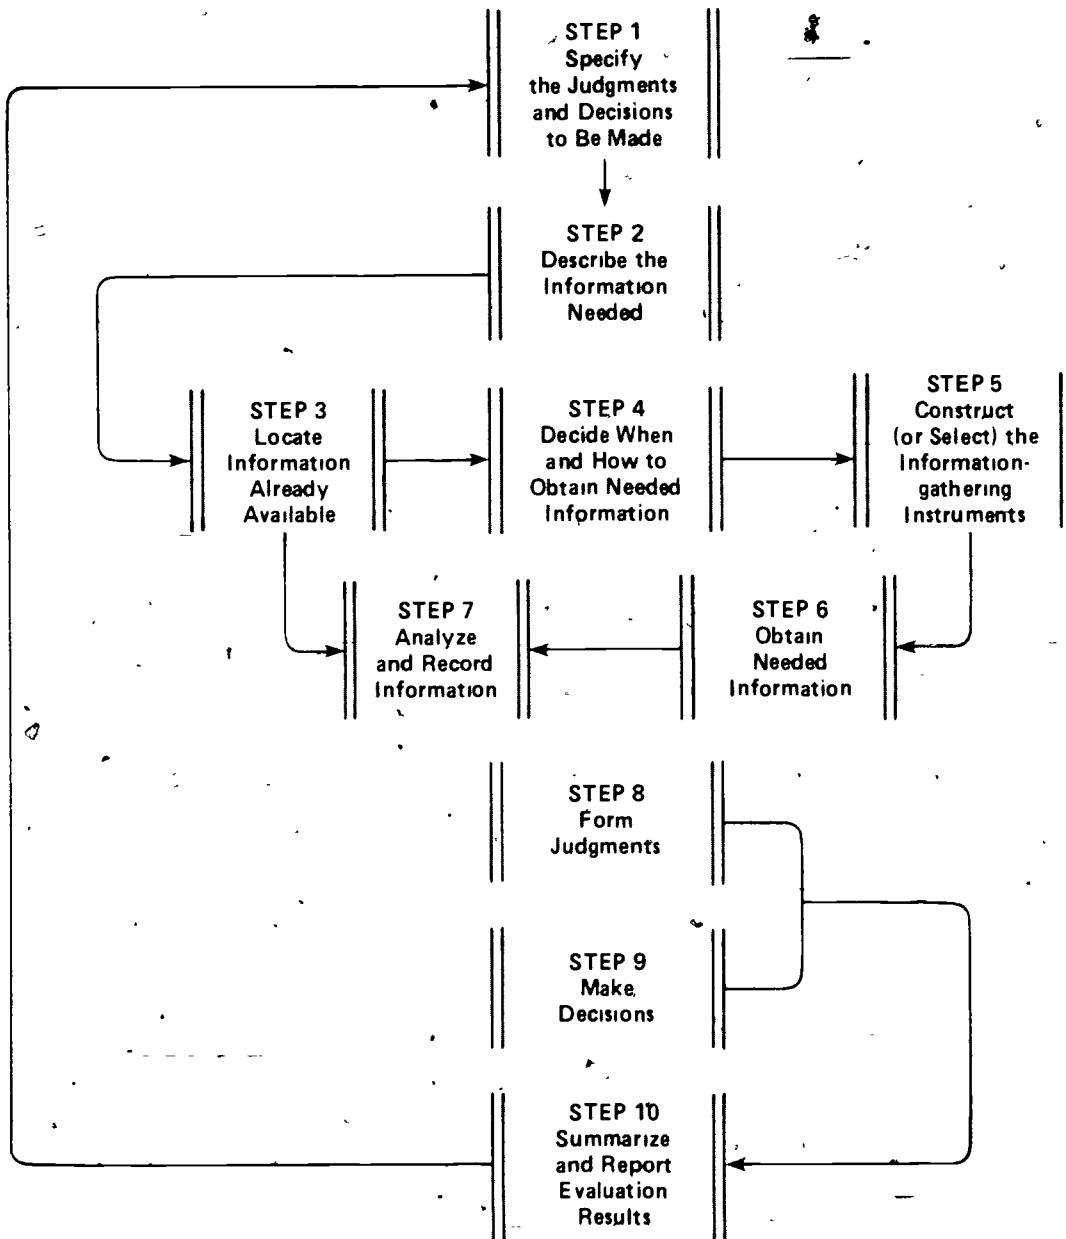 STEP 1
Specify
the Judgments
and Decisions
to Be Made
STEP 2
Describe the
Information
Needed
STEP 3
Locate
Information
Already
Available
STEP 4
Decide When
and How to
Obtain Needed
Information
STEP 5
Construct
(or Select) the
Information-
gathering
Instruments
STEP 6
Obtain
Needed
Information
STEP 7
Analyze
and Record
Information
STEP 8
Form
Judgments
STEP 9
Make
Decisions
STEP 10
Summarize
and Report
Evaluation
Results